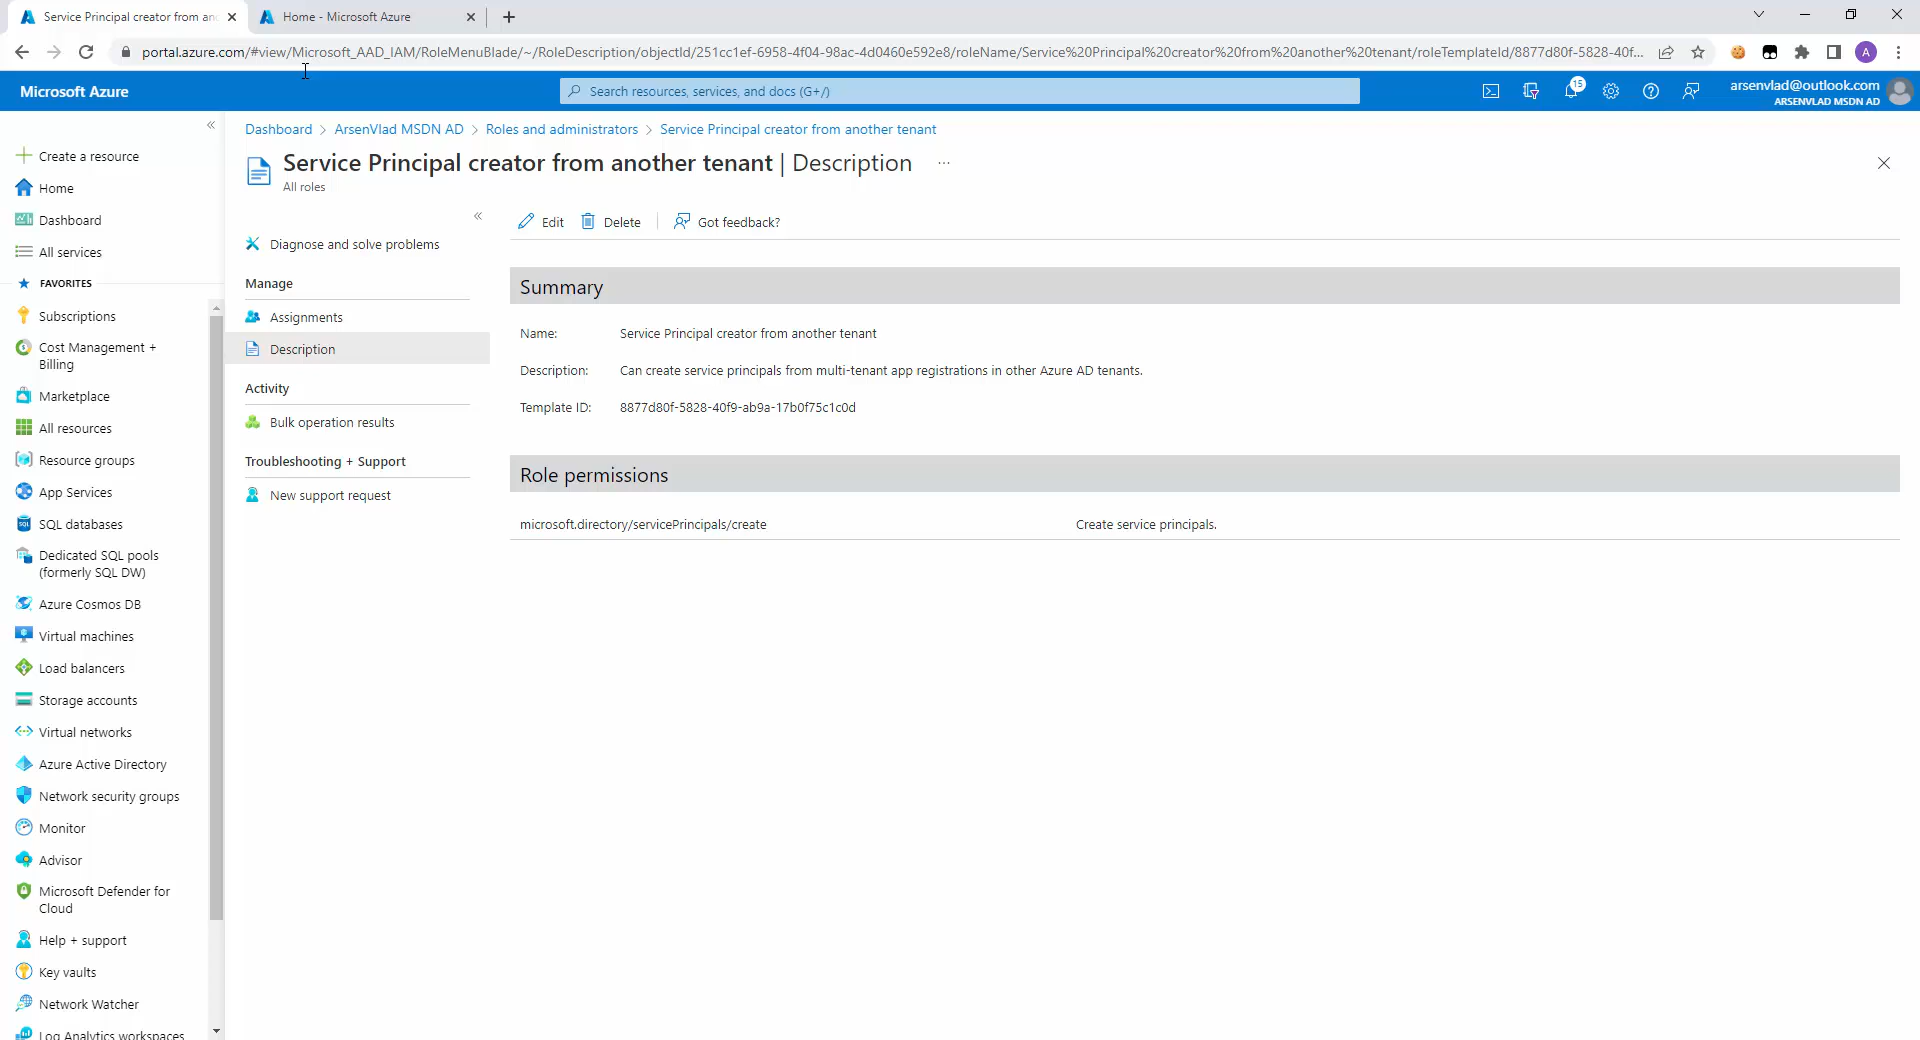 Service Principal creator from an
Home - Microsoft Azure
portal.azure.com/#view/Microsoft_AAD_IAM/RoleMenuBlade/~/RoleDescription/objectId/251cc1ef-6958-4f04-98ac-4d0460e592e8/roleName/Service%20Principal%20creator%20from%20another%20tenant/roleTemplateId/8877d80f-5828-40f...
A
Microsoft Azure
Search resources, services, and docs (G+/)
15
arsenvlad@outlook.com
ARSENVLAD MSDN AD
Create a resource
Home
Dashboard
All services
FAVORITES
Subscriptions
Cost Management +
Billing
Marketplace
All resources
Resource groups
App Services
SQL databases
Dedicated SQL pools
(formerly SQL DW)
Azure Cosmos DB
Virtual machines
Load balancers
Storage accounts
Virtual networks
Azure Active Directory
Network security groups
Monitor
Advisor
Microsoft Defender for
Cloud
Help + support
Key vaults
Network Watcher
Log Analytics workspaces
Dashboard > ArsenVlad MSDN AD > Roles and administrators > Service Principal creator from another tenant
Service Principal creator from another tenant | Description ...
All roles
Diagnose and solve problems
Manage
Assignments
Description
Activity
Bulk operation results
Troubleshooting + Support
New support request
Edit Delete Got feedback?
Summary
Name: Service Principal creator from another tenant
Description: Can create service principals from multi-tenant app registrations in other Azure AD tenants.
Template ID: 8877d80f-5828-40f9-ab9a-17b0f75c1c0d
Role permissions
microsoft.directory/servicePrincipals/create Create service principals.